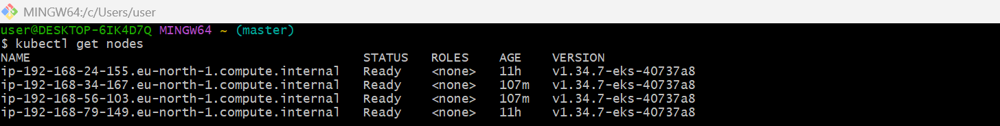 MINGW64:/c/Users/user
user@DESKTOP-6IK4D7Q MINGW64 ~ (master)
$ kubectl get nodes
NAME STATUS ROLES AGE VERSION
ip-192-168-24-155.eu-north-1.compute.internal Ready <none> 11h v1.34.7-eks-40737a8
ip-192-168-34-167.eu-north-1.compute.internal Ready <none> 107m v1.34.7-eks-40737a8
ip-192-168-56-103.eu-north-1.compute.internal Ready <none> 107m v1.34.7-eks-40737a8
ip-192-168-79-149.eu-north-1.compute.internal Ready <none> 11h v1.34.7-eks-40737a8